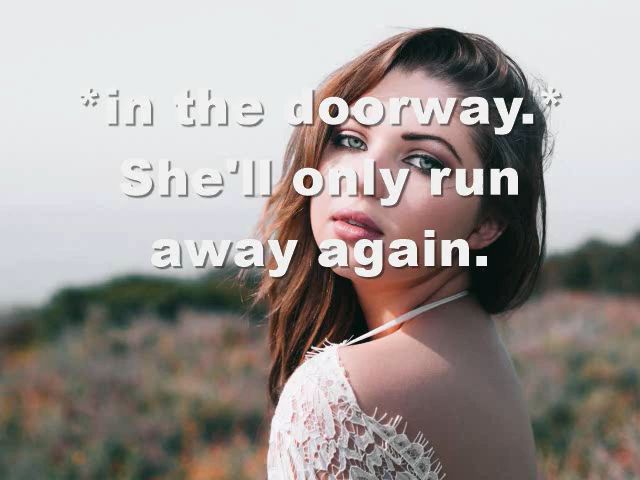 *in the doorway.*
She'll only run
away again.